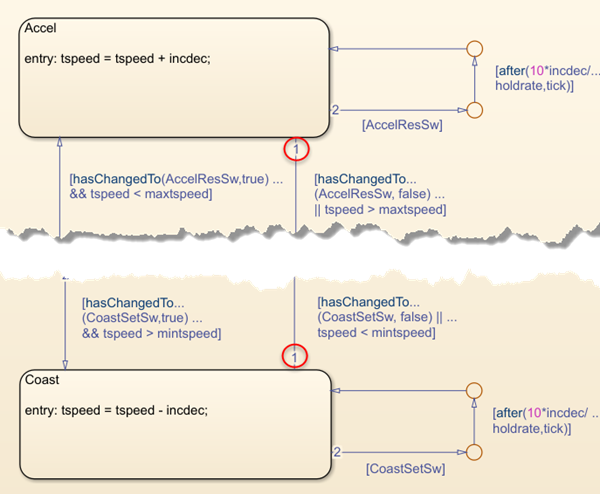 Accel
entry: tspeed = tspeed + incdec;
[after(10*incdec/...
holdrate,tick)]
2
[AccelResSw]
1
[hasChangedTo(AccelResSw,true) ...
&& tspeed < maxtspeed]
[hasChangedTo...
(AccelResSw, false) ...
|| tspeed > maxtspeed]
[hasChangedTo...
(CoastSetSw,true) ...
&& tspeed > mintspeed]
[hasChangedTo...
(CoastSetSw, false) || ...
tspeed < mintspeed]
1
Coast
entry: tspeed = tspeed - incdec;
[after(10*incdec/ ...
holdrate,tick)]
2
[CoastSetSw]